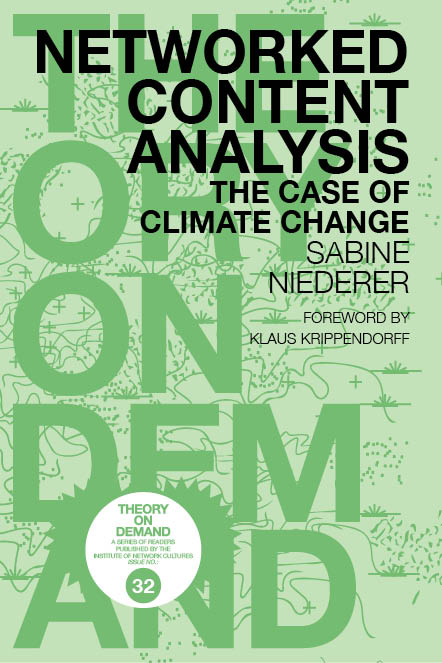 NETWORKED
CONTENT
ANALYSIS
THE CASE OF
CLIMATE CHANGE
SABINE
NIEDERER
FOREWORD BY
KLAUS KRIPPENDORFF
THE
ORY
ON
DEM
AND
THEORY
ON
DEMAND
A SERIES OF READERS
PUBLISHED BY THE
INSTITUTE OF NETWORK CULTURES
ISSUE NO.:
32